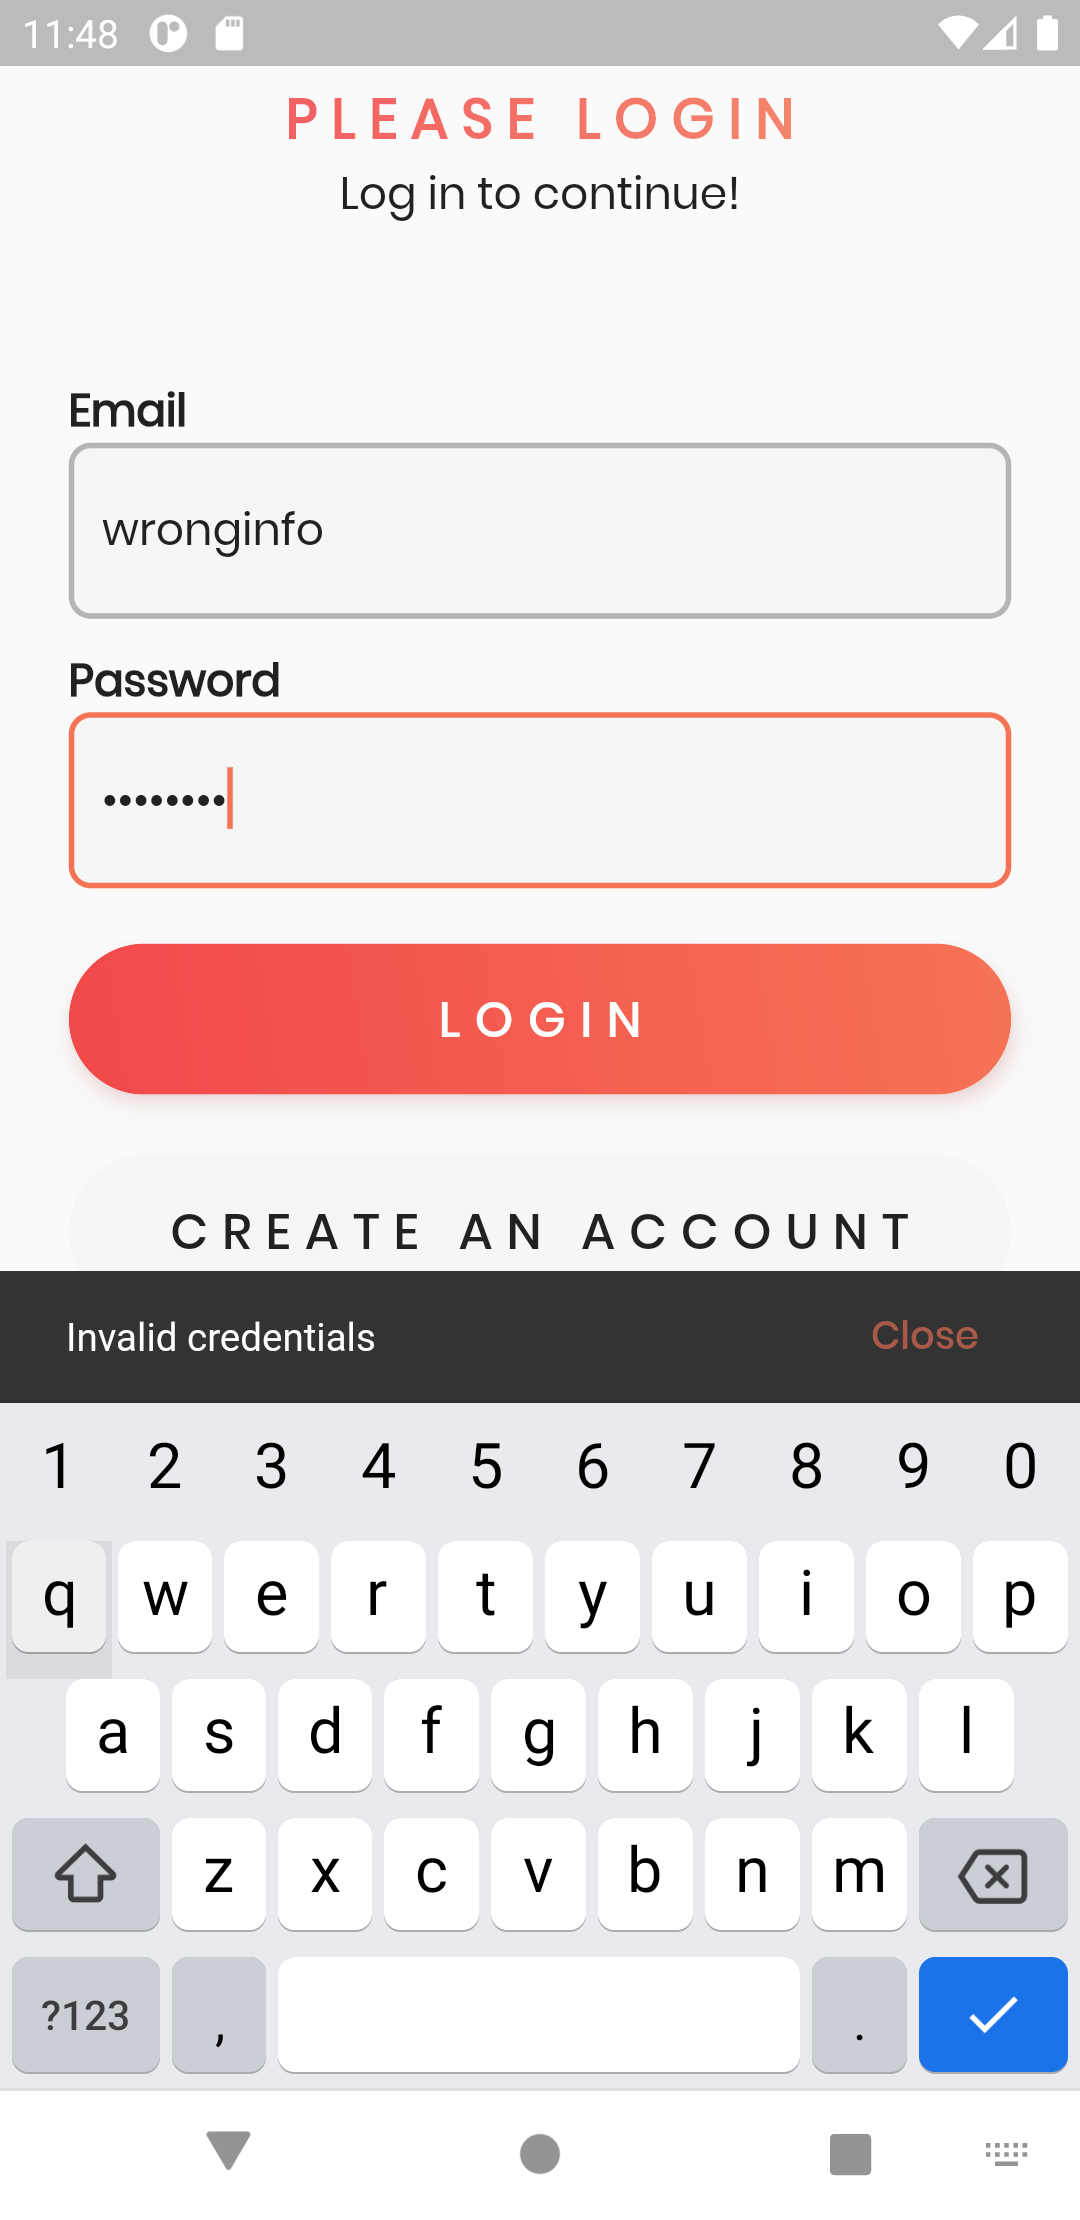 11:48
PLEASE LOGIN
Log in to continue!
Email
wronginfo
Password
••••••••
LOGIN
CREATE AN ACCOUNT
Invalid credentials Close
1 2 3 4 5 6 7 8 9 0
q w e r t y u i o p
a s d f g h j k l
z x c v b n m
?123 , .